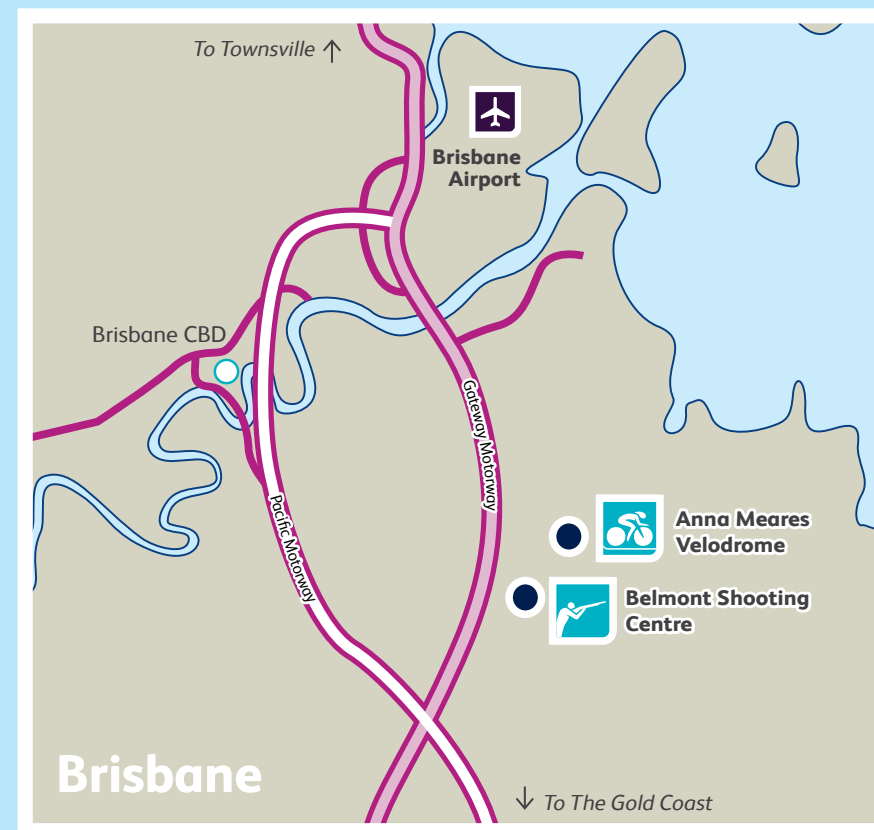 To Townsville ↑
Brisbane
Airport
Brisbane CBD
Gateway Motorway
Pacific Motorway
Anna Meares
Velodrome
Belmont Shooting
Centre
Brisbane
↓ To The Gold Coast